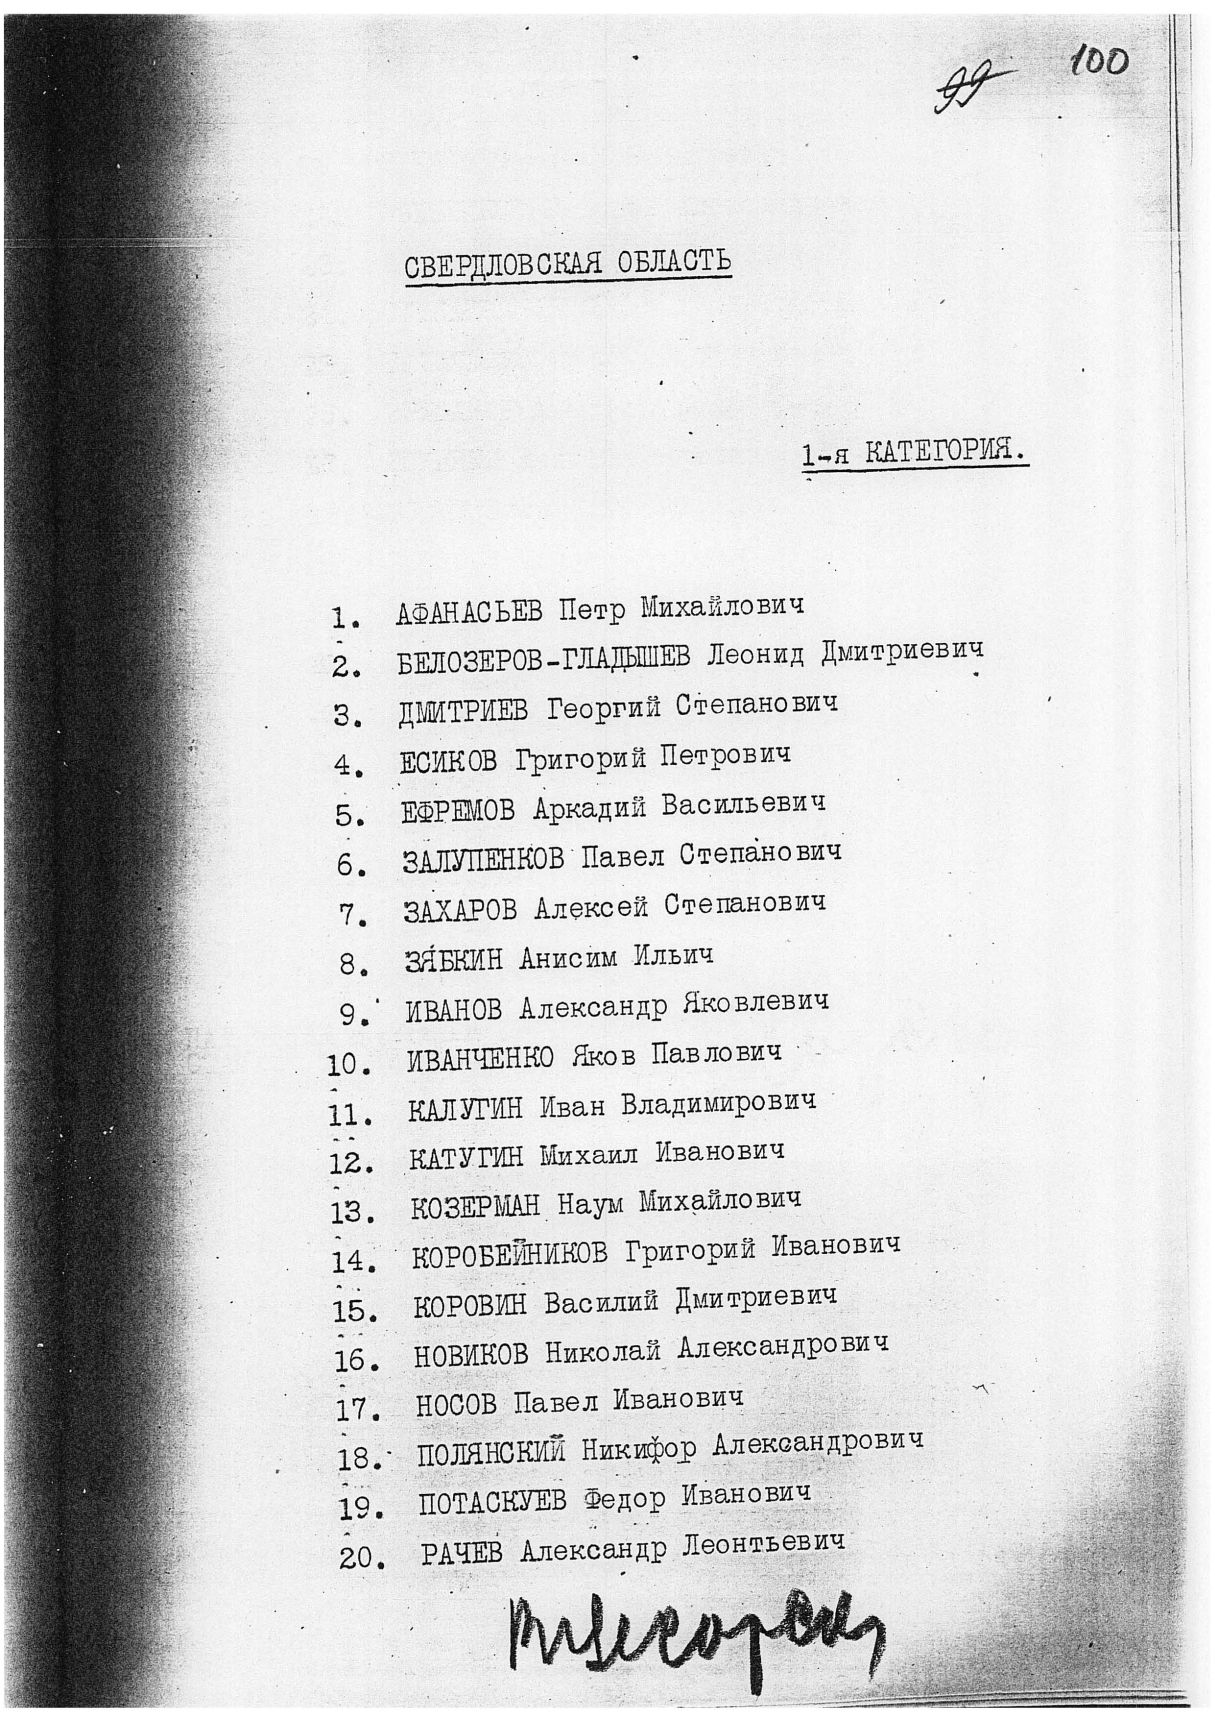 99 100
СВЕРДЛОВСКАЯ ОБЛАСТЬ
1-я КАТЕГОРИЯ.
1. АФАНАСЬЕВ Петр Михайлович
2. БЕЛОЗЕРОВ-ГЛАДЫШЕВ Леонид Дмитриевич
3. ДМИТРИЕВ Георгий Степанович
4. ЕСИКОВ Григорий Петрович
5. ЕФРЕМОВ Аркадий Васильевич
6. ЗАЛУПЕНКОВ Павел Степанович
7. ЗАХАРОВ Алексей Степанович
8. ЗЯБКИН Анисим Ильич
9. ИВАНОВ Александр Яковлевич
10. ИВАНЧЕНКО Яков Павлович
11. КАЛУГИН Иван Владимирович
12. КАТУГИН Михаил Иванович
13. КОЗЕРМАН Наум Михайлович
14. КОРОБЕЙНИКОВ Григорий Иванович
15. КОРОВИН Василий Дмитриевич
16. НОВИКОВ Николай Александрович
17. НОСОВ Павел Иванович
18. ПОЛЯНСКИЙ Никифор Александрович
19. ПОТАСКУЕВ Федор Иванович
20. РАЧЕВ Александр Леонтьевич